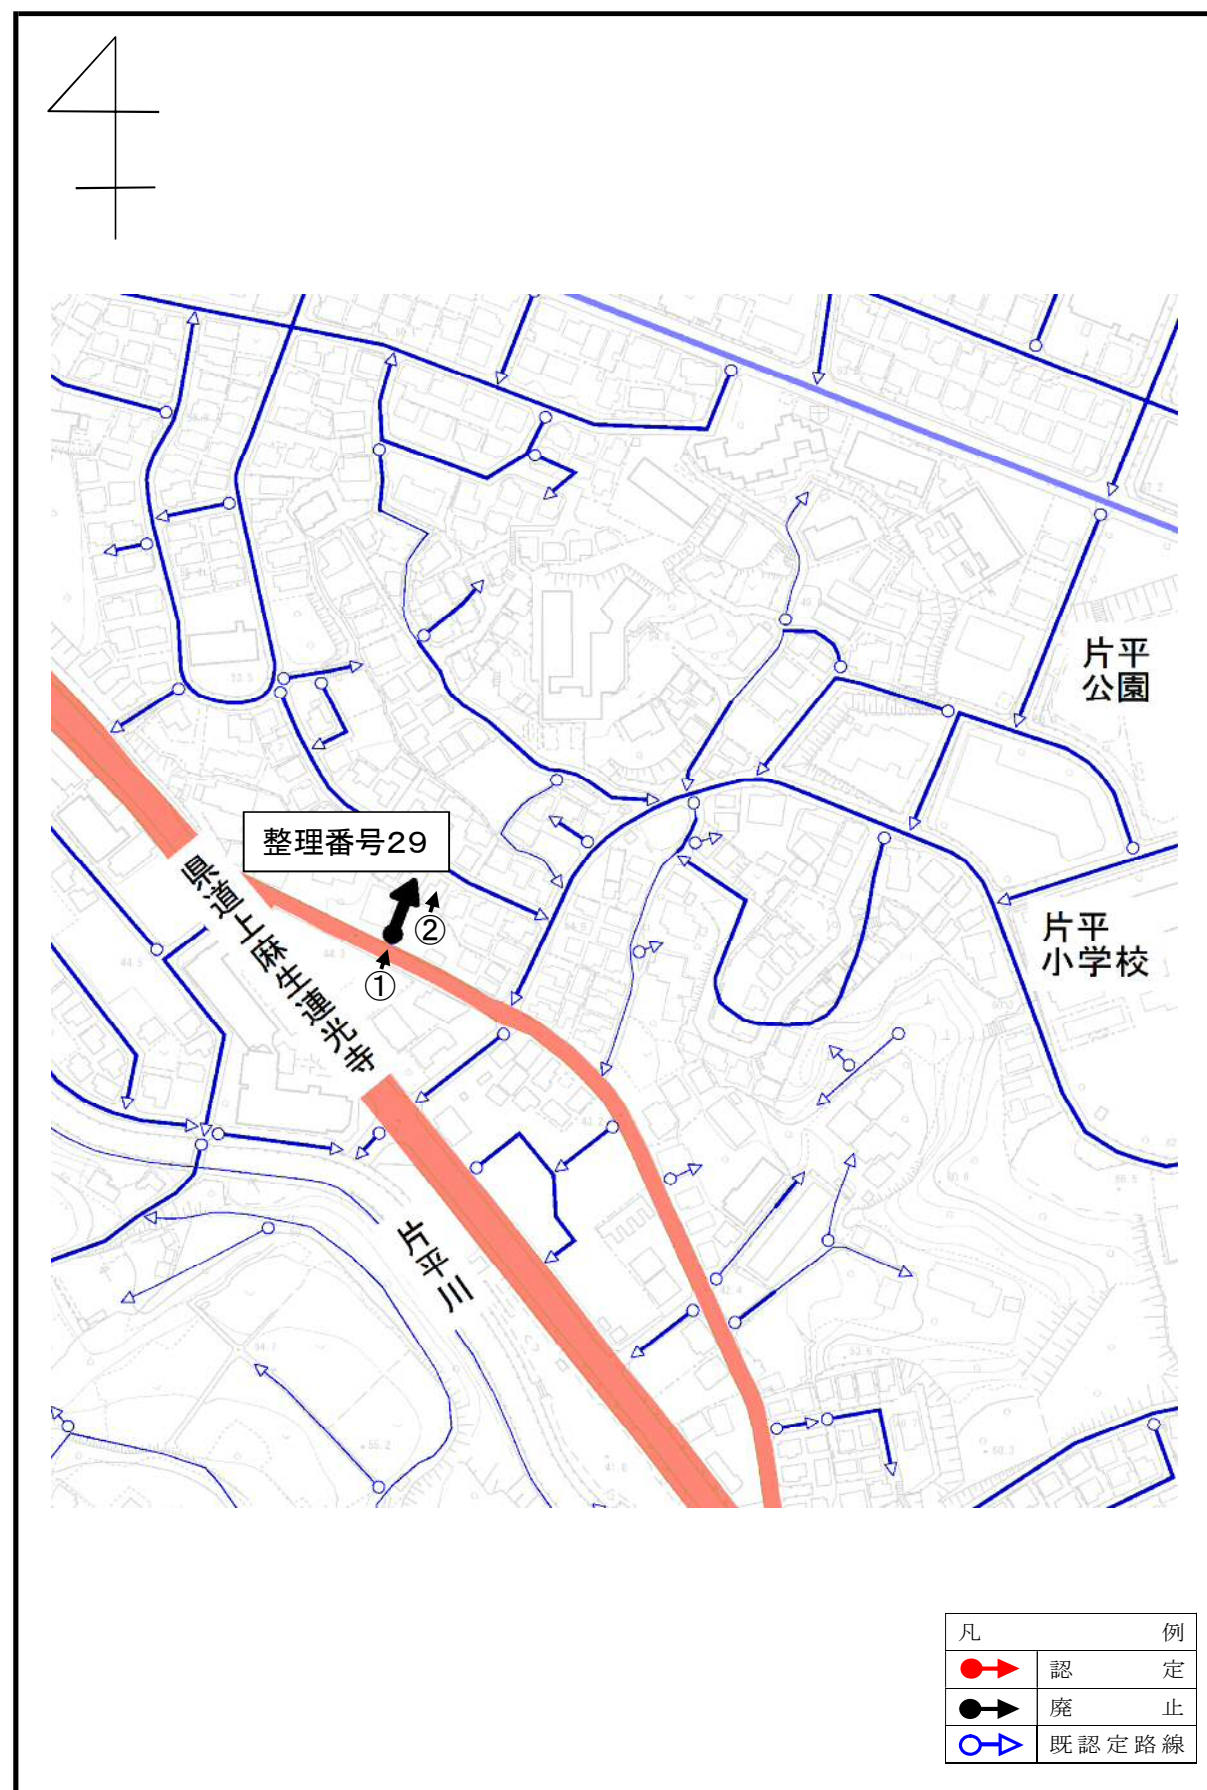 片平
公園
整理番号29
県道上麻生連光寺
②
①
片平
小学校
片平川
凡例
認定
廃止
既認定路線